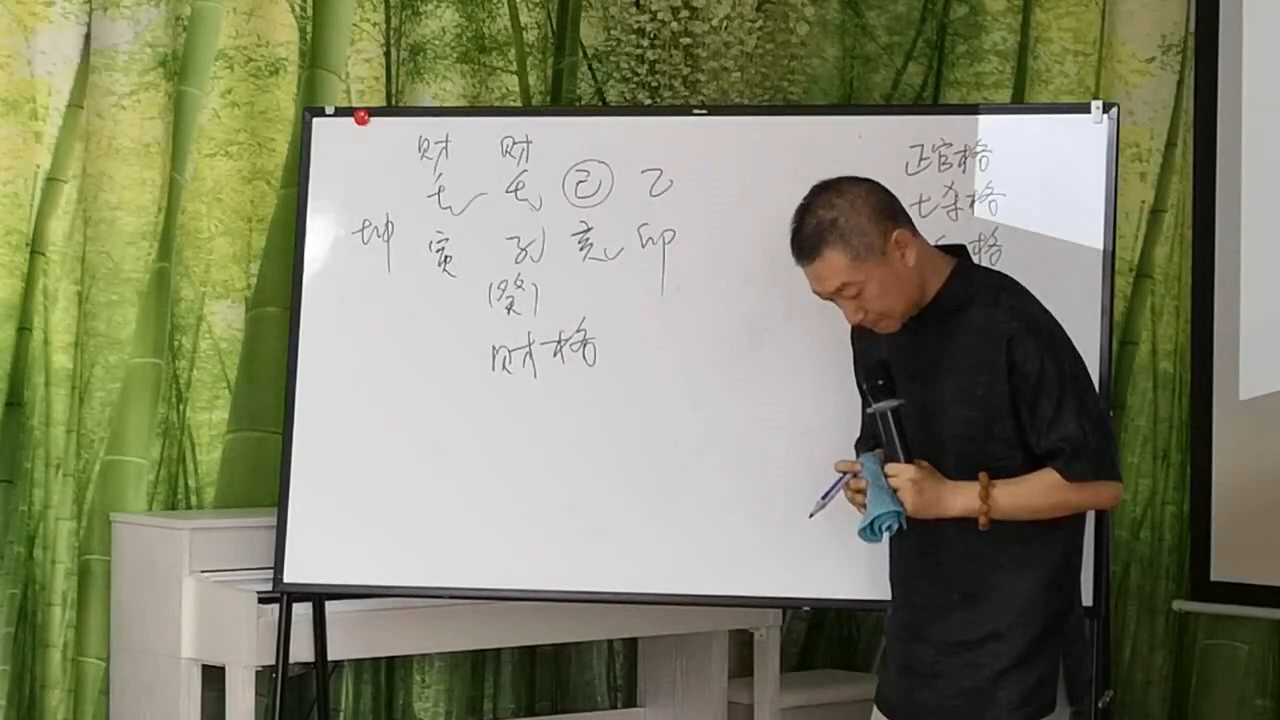 财 财
壬 壬 己 乙
坤 寅 子 亥 卯
(癸)
财格
正官格
七杀格
格